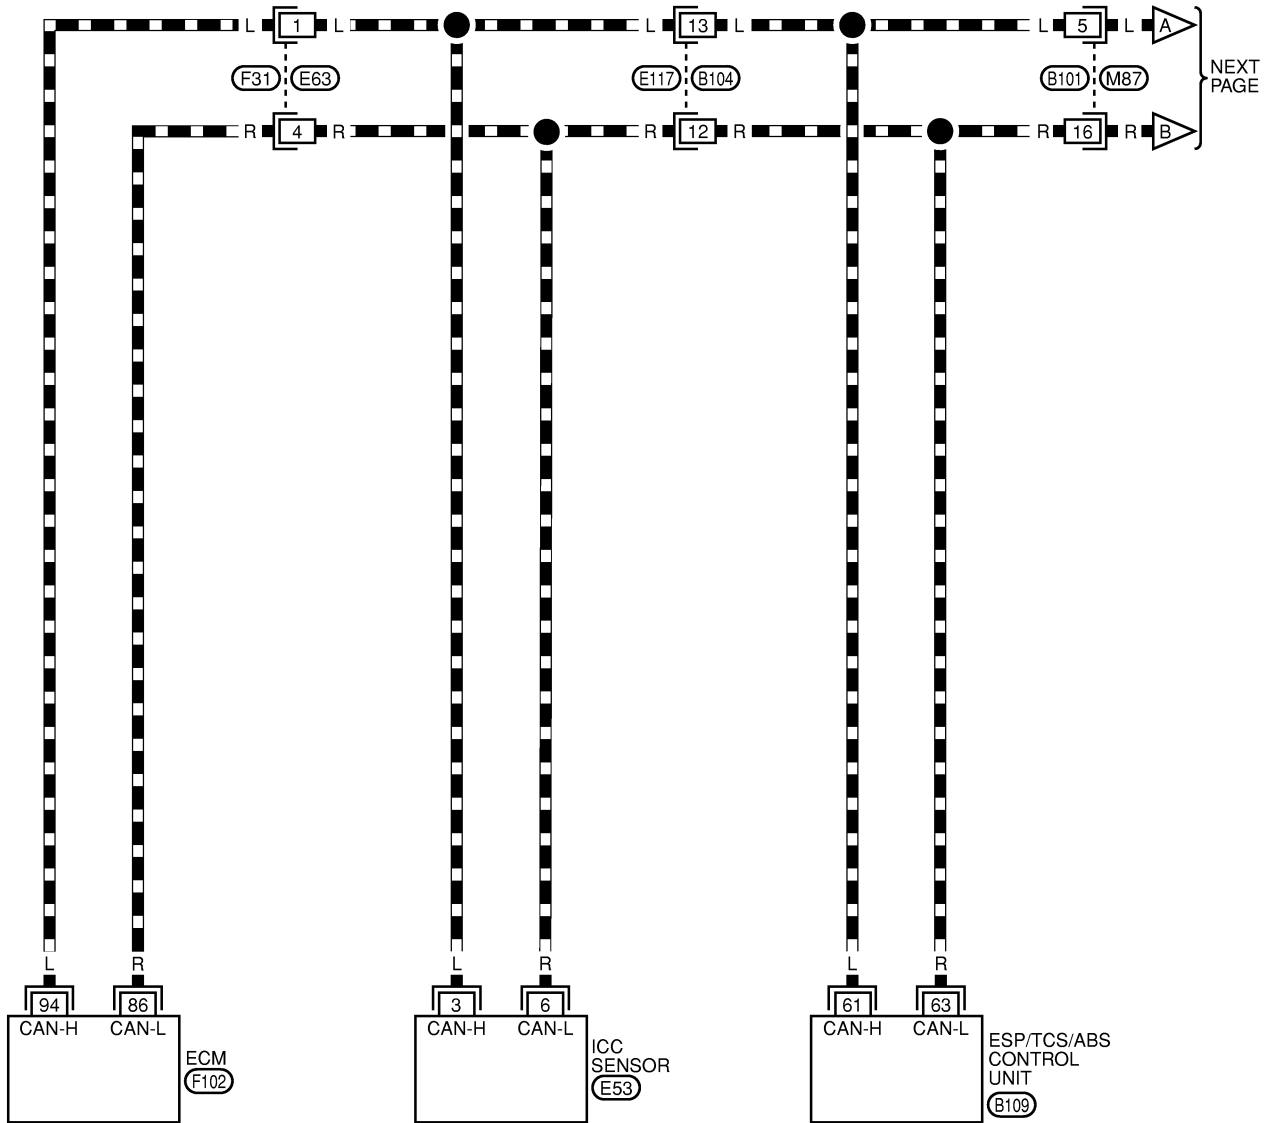 L 1 L L 13 L L 5 L A
F31 E63 E117 B104 B101 M87
NEXT
PAGE
R 4 R R 12 R R 16 R B
L R L R L R
94 86 3 6 61 63
CAN-H CAN-L CAN-H CAN-L CAN-H CAN-L
ECM
F102
ICC
SENSOR
E53
ESP/TCS/ABS
CONTROL
UNIT
B109